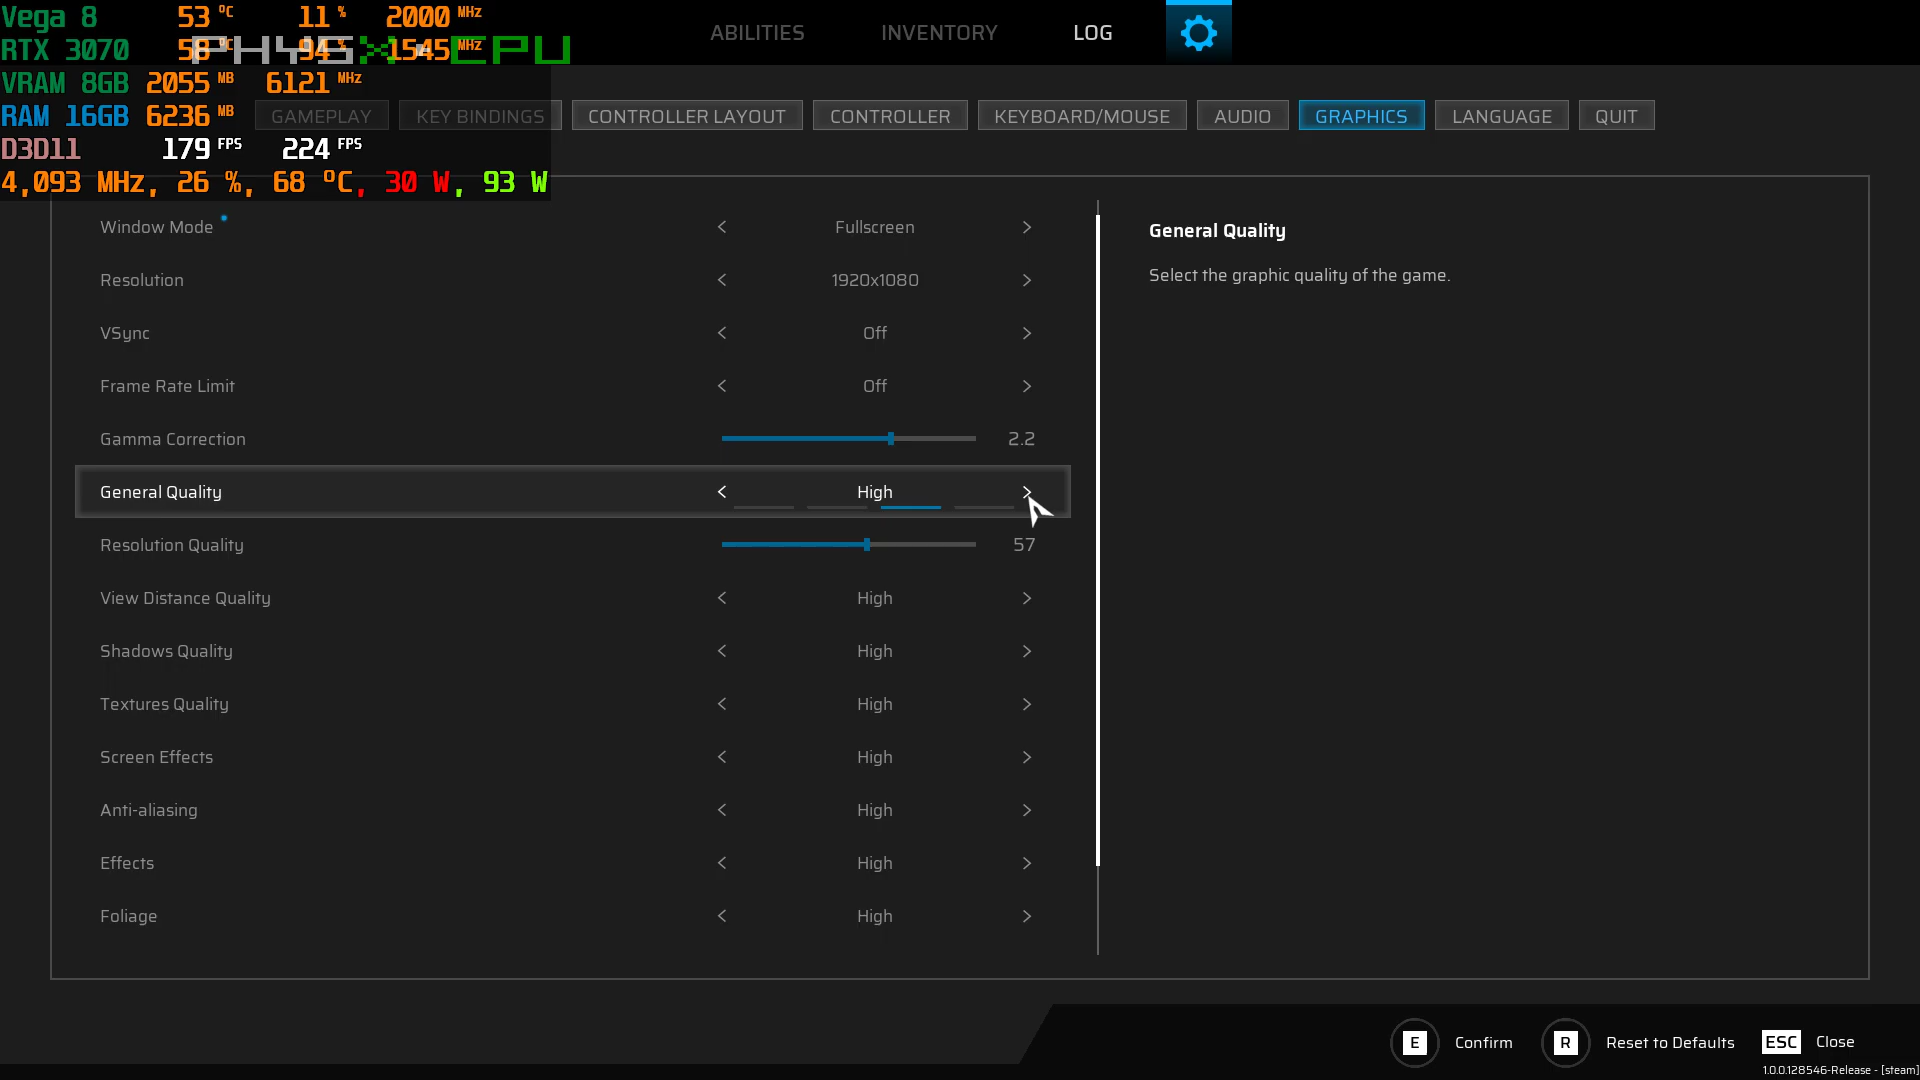 Vega 8 53 °C 11 % 2000 MHz
RTX 3070 58 °C 94 % 1545 MHz
PHYSX - CPU
VRAM 8GB 2055 MB 6121 MHz
RAM 16GB 6236 MB
D3D11 179 FPS 224 FPS
4,093 MHz, 26 %, 68 °C, 30 W, 93 W
ABILITIES INVENTORY LOG
GAMEPLAY KEY BINDINGS CONTROLLER LAYOUT CONTROLLER KEYBOARD/MOUSE AUDIO GRAPHICS LANGUAGE QUIT
Window Mode < Fullscreen >
Resolution < 1920x1080 >
VSync < Off >
Frame Rate Limit < Off >
Gamma Correction 2.2
General Quality < High >
Resolution Quality 57
View Distance Quality < High >
Shadows Quality < High >
Textures Quality < High >
Screen Effects < High >
Anti-aliasing < High >
Effects < High >
Foliage < High >
General Quality
Select the graphic quality of the game.
E Confirm R Reset to Defaults ESC Close
1.0.0.128546-Release - [steam]